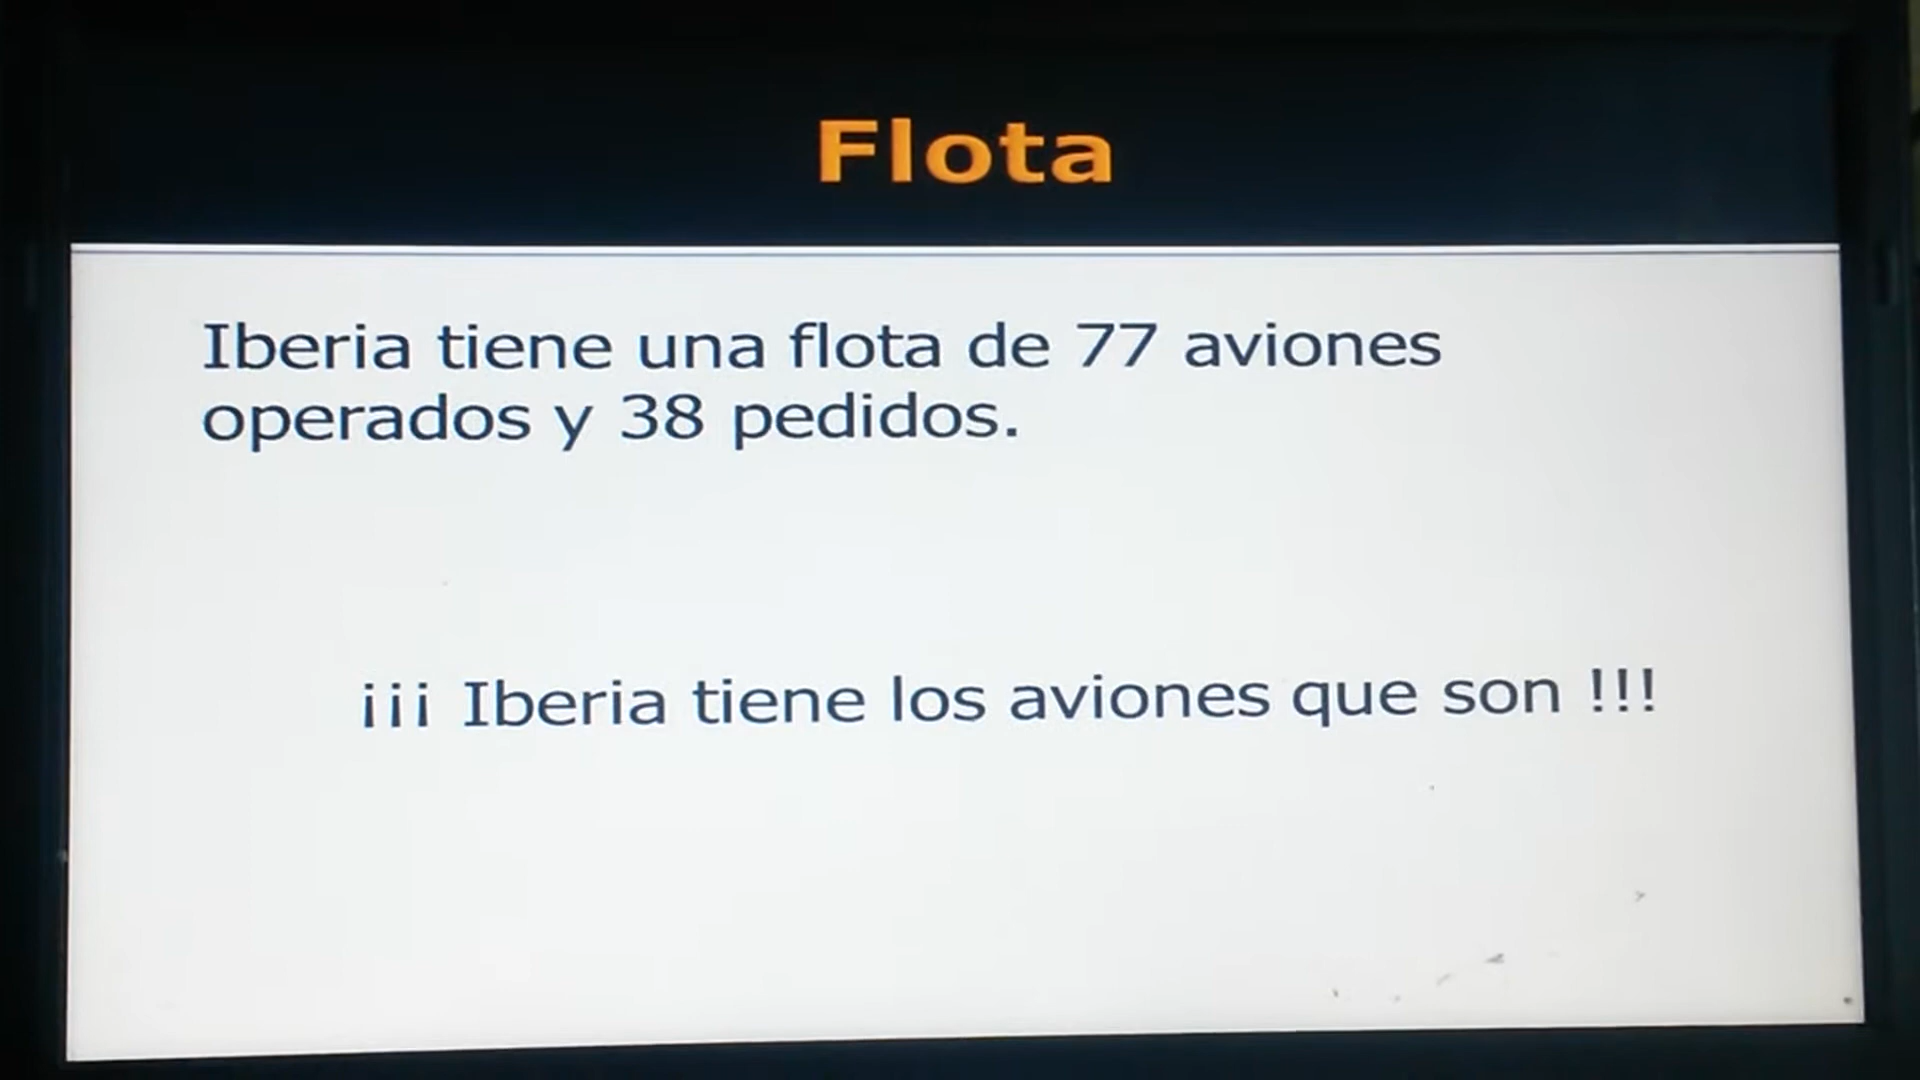 Flota
Iberia tiene una flota de 77 aviones
operados y 38 pedidos.
¡¡¡ Iberia tiene los aviones que son !!!